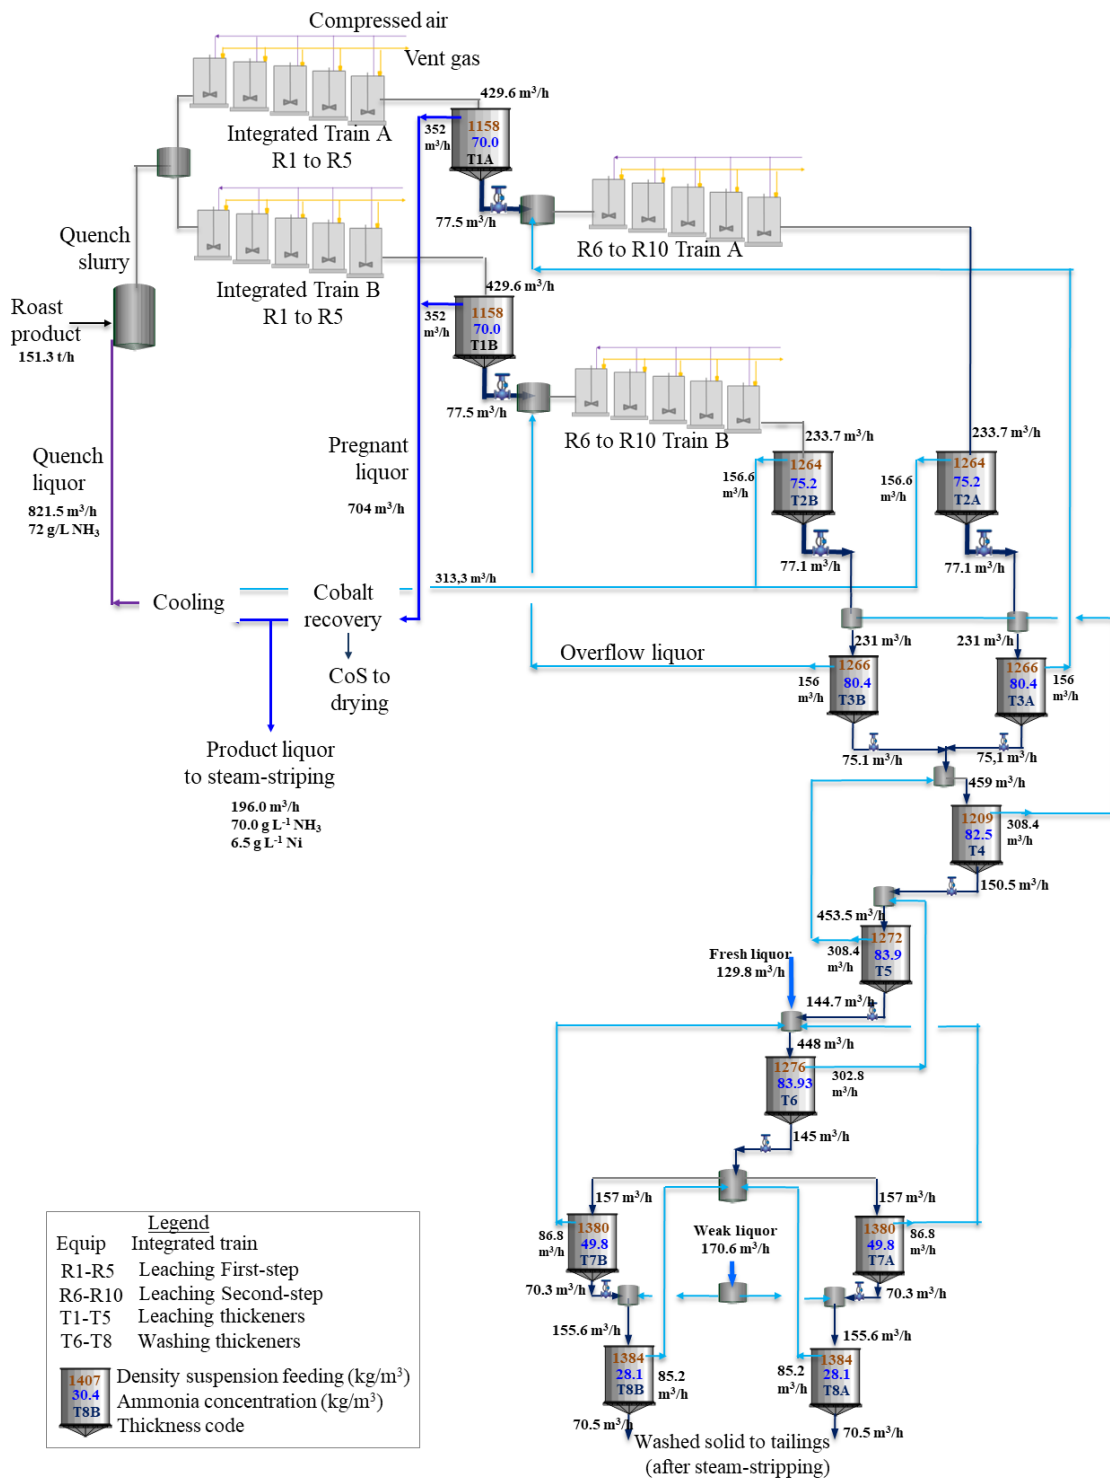 Compressed air
Vent gas
429.6 m³/h
Integrated Train A
R1 to R5
352
m³/h
1158
70.0
T1A
77.5 m³/h
R6 to R10 Train A
Quench
slurry
Integrated Train B
R1 to R5
429.6 m³/h
352
m³/h
1158
70.0
T1B
77.5 m³/h
R6 to R10 Train B
Roast
product
151.3 t/h
Quench
liquor
821.5 m³/h
72 g/L NH₃
Pregnant
liquor
704 m³/h
233.7 m³/h
156.6
m³/h
1264
75.2
T2B
77.1 m³/h
233.7 m³/h
156.6
m³/h
1264
75.2
T2A
77.1 m³/h
313,3 m³/h
Cooling
Cobalt
recovery
CoS to
drying
Product liquor
to steam-striping
196.0 m³/h
70.0 g L⁻¹ NH₃
6.5 g L⁻¹ Ni
Overflow liquor
231 m³/h
156
m³/h
1266
80.4
T3B
75.1 m³/h
231 m³/h
1266
80.4
T3A
156
m³/h
75,1 m³/h
459 m³/h
1209
82.5
T4
308.4
m³/h
150.5 m³/h
453.5 m³/h
1272
83.9
T5
308.4
m³/h
144.7 m³/h
Fresh liquor
129.8 m³/h
448 m³/h
1276
83.93
T6
302.8
m³/h
145 m³/h
157 m³/h
157 m³/h
86.8
m³/h
1380
49.8
T7B
70.3 m³/h
Weak liquor
170.6 m³/h
1380
49.8
T7A
86.8
m³/h
70.3 m³/h
155.6 m³/h
1384
28.1
T8B
85.2
m³/h
70.5 m³/h
155.6 m³/h
85.2
m³/h
1384
28.1
T8A
70.5 m³/h
Washed solid to tailings
(after steam-stripping)
Legend
Equip Integrated train
R1-R5 Leaching First-step
R6-R10 Leaching Second-step
T1-T5 Leaching thickeners
T6-T8 Washing thickeners
1407 Density suspension feeding (kg/m³)
30.4 Ammonia concentration (kg/m³)
T8B Thickness code